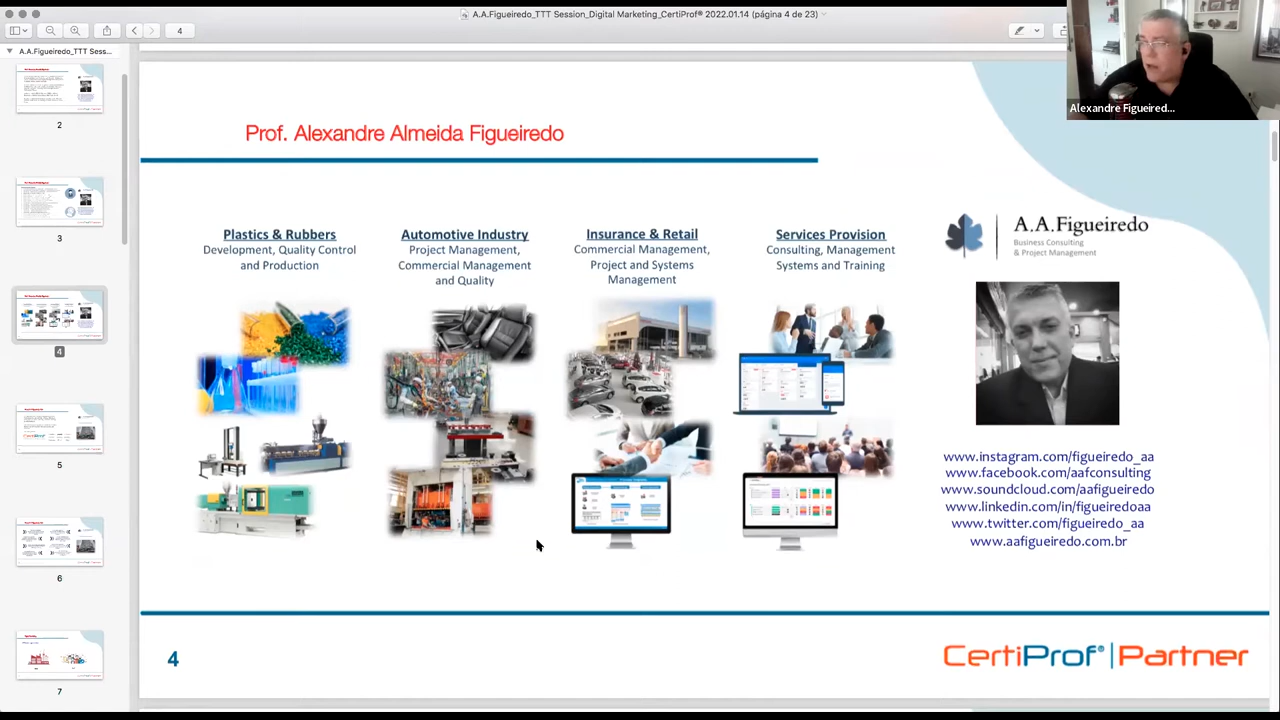 A.A.Figueiredo_TTT Session_Digital Marketing_CertiProf® 2022.01.14 (página 4 de 23)
4
A.A.Figueiredo_TTT Sess...
2
3
4
5
6
7
Alexandre Figueired...
Prof. Alexandre Almeida Figueiredo
Plastics & Rubbers
Development, Quality Control
and Production
Automotive Industry
Project Management,
Commercial Management
and Quality
Insurance & Retail
Commercial Management,
Project and Systems
Management
Services Provision
Consulting, Management
Systems and Training
A.A.Figueiredo
Business Consulting
& Project Management
www.instagram.com/figueiredo_aa
www.facebook.com/aafconsulting
www.soundcloud.com/aafigueiredo
www.linkedin.com/in/figueiredoaa
www.twitter.com/figueiredo_aa
www.aafigueiredo.com.br
4
CertiProf® | Partner